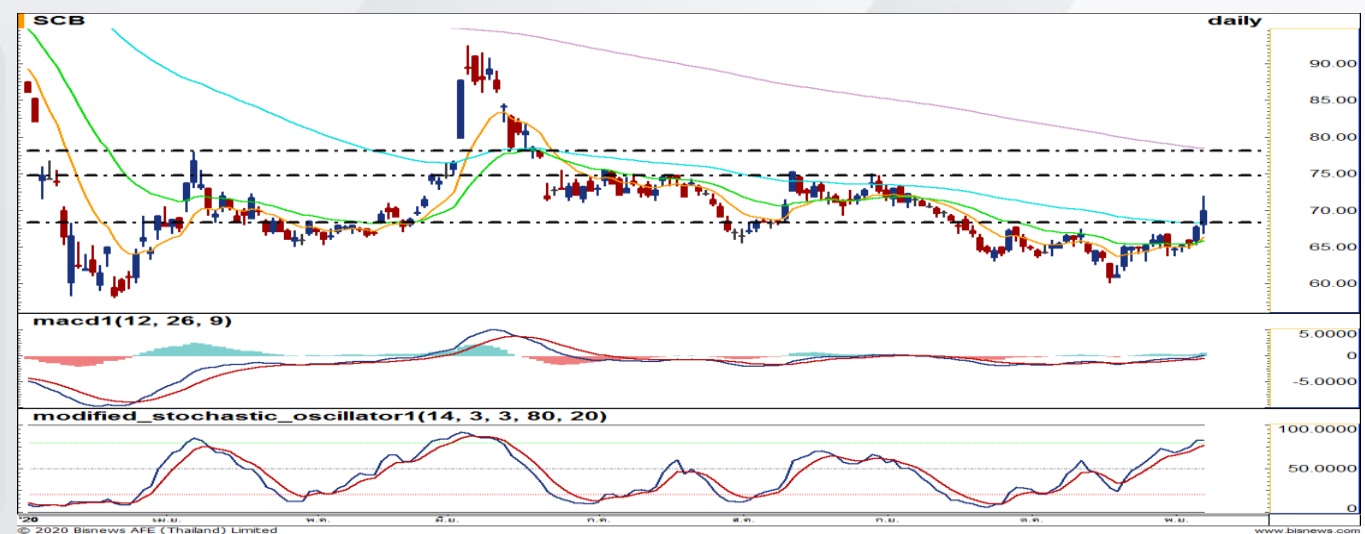 SCB daily
90.00
85.00
80.00
75.00
70.00
65.00
60.00
macd1(12, 26, 9)
5.0000
0
-5.0000
modified_stochastic_oscillator1(14, 3, 3, 80, 20)
100.0000
50.0000
0
'20 เม.ย. พ.ค. มิ.ย. ก.ค. ส.ค. ก.ย. ต.ค. พ.ย.
© 2020 Bisnews AFE (Thailand) Limited www.bisnews.com